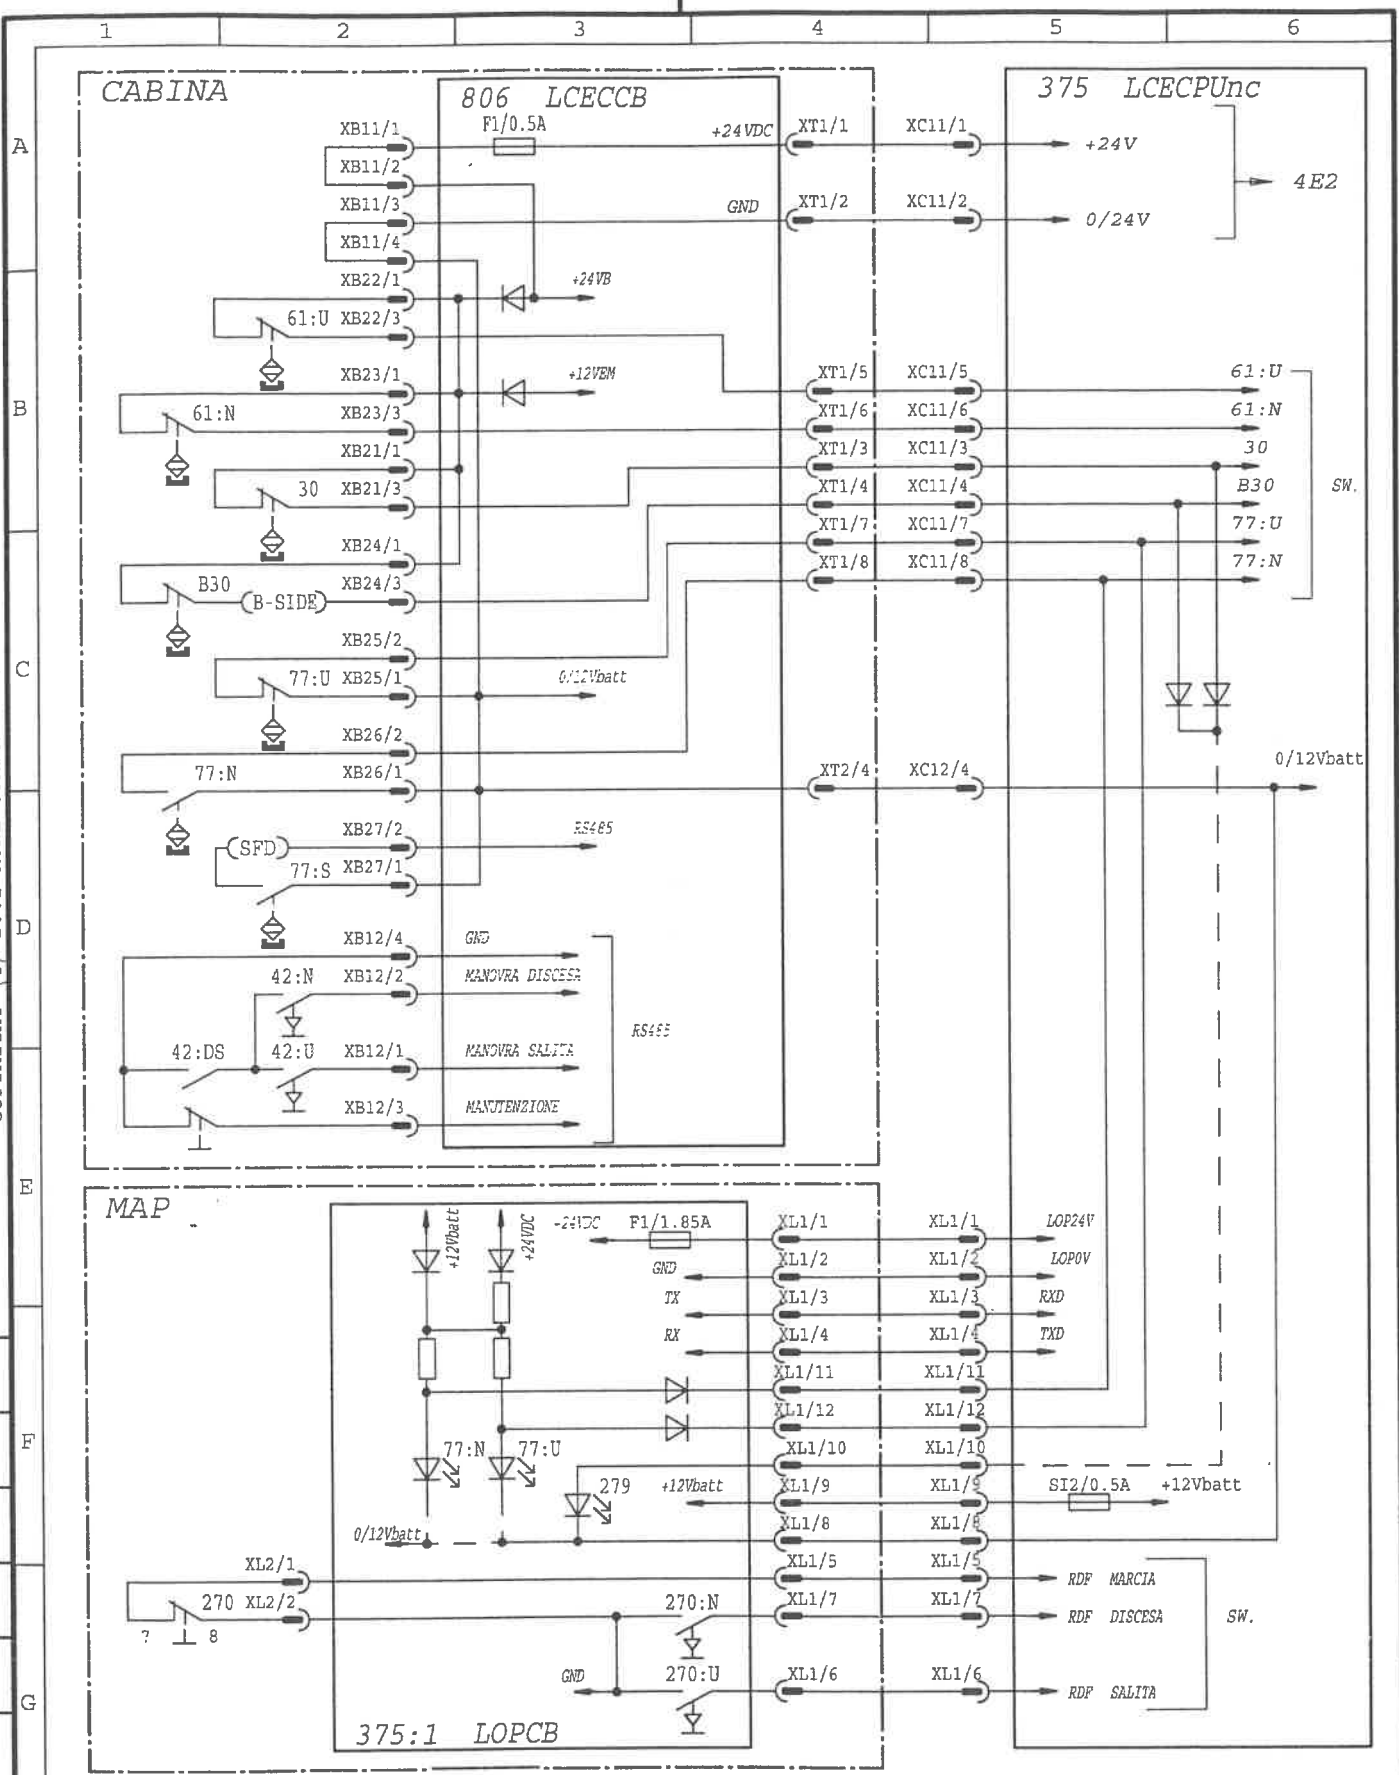 1 2 3 4 5 6
A
B
C
D
E
F
G
CABINA
806 LCECCB
375 LCECPUnc
XB11/1
F1/0.5A
+24VDC
XT1/1
XC11/1
+24V
XB11/2
4E2
XB11/3
GND
XT1/2
XC11/2
0/24V
XB11/4
XB22/1
+24VB
61:U XB22/3
XB23/1
+12VEM
XT1/5
XC11/5
61:U
61:N
XB23/3
XT1/6
XC11/6
61:N
XB21/1
XT1/3
XC11/3
30
30 XB21/3
XT1/4
XC11/4
B30
SW.
XT1/7
XC11/7
77:U
XB24/1
XT1/8
XC11/8
77:N
B30
(B-SIDE)
XB24/3
XB25/2
77:U XB25/1
0/12Vbatt
XB26/2
77:N
XB26/1
XT2/4
XC12/4
0/12Vbatt
(SFD)
XB27/2
RS485
77:S XB27/1
XB12/4
GND
42:N
XB12/2
MANOVRA DISCESA
RS485
42:DS
42:U
XB12/1
MANOVRA SALITA
XB12/3
MANUTENZIONE
MAP
+12Vbatt
+24VDC
-24VDC
F1/1.85A
XL1/1
XL1/1
LOP24V
GND
XL1/2
XL1/2
LOP0V
TX
XL1/3
XL1/3
RXD
RX
XL1/4
XL1/4
TXD
XL1/11
XL1/11
XL1/12
XL1/12
77:N
77:U
XL1/10
XL1/10
279
+12Vbatt
XL1/9
XL1/9
SI2/0.5A
+12Vbatt
0/12Vbatt
XL1/8
XL1/8
XL2/1
XL1/5
XL1/5
RDF MARCIA
270 XL2/2
270:N
XL1/7
XL1/7
RDF DISCESA
SW.
7 8
GND
270:U
XL1/6
XL1/6
RDF SALITA
375:1 LOPCB